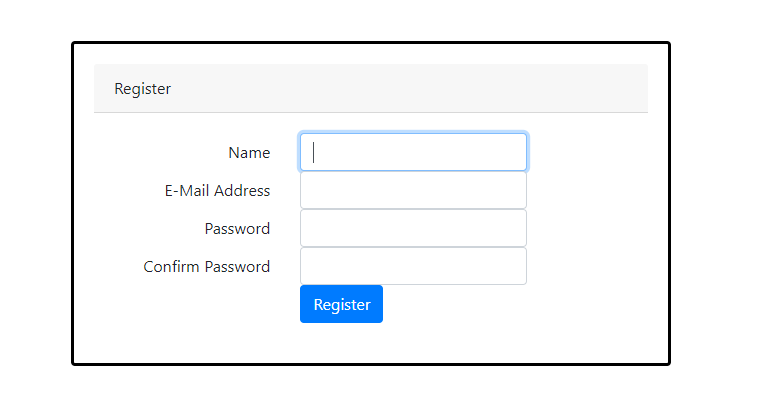 Register
Name
E-Mail Address
Password
Confirm Password
Register